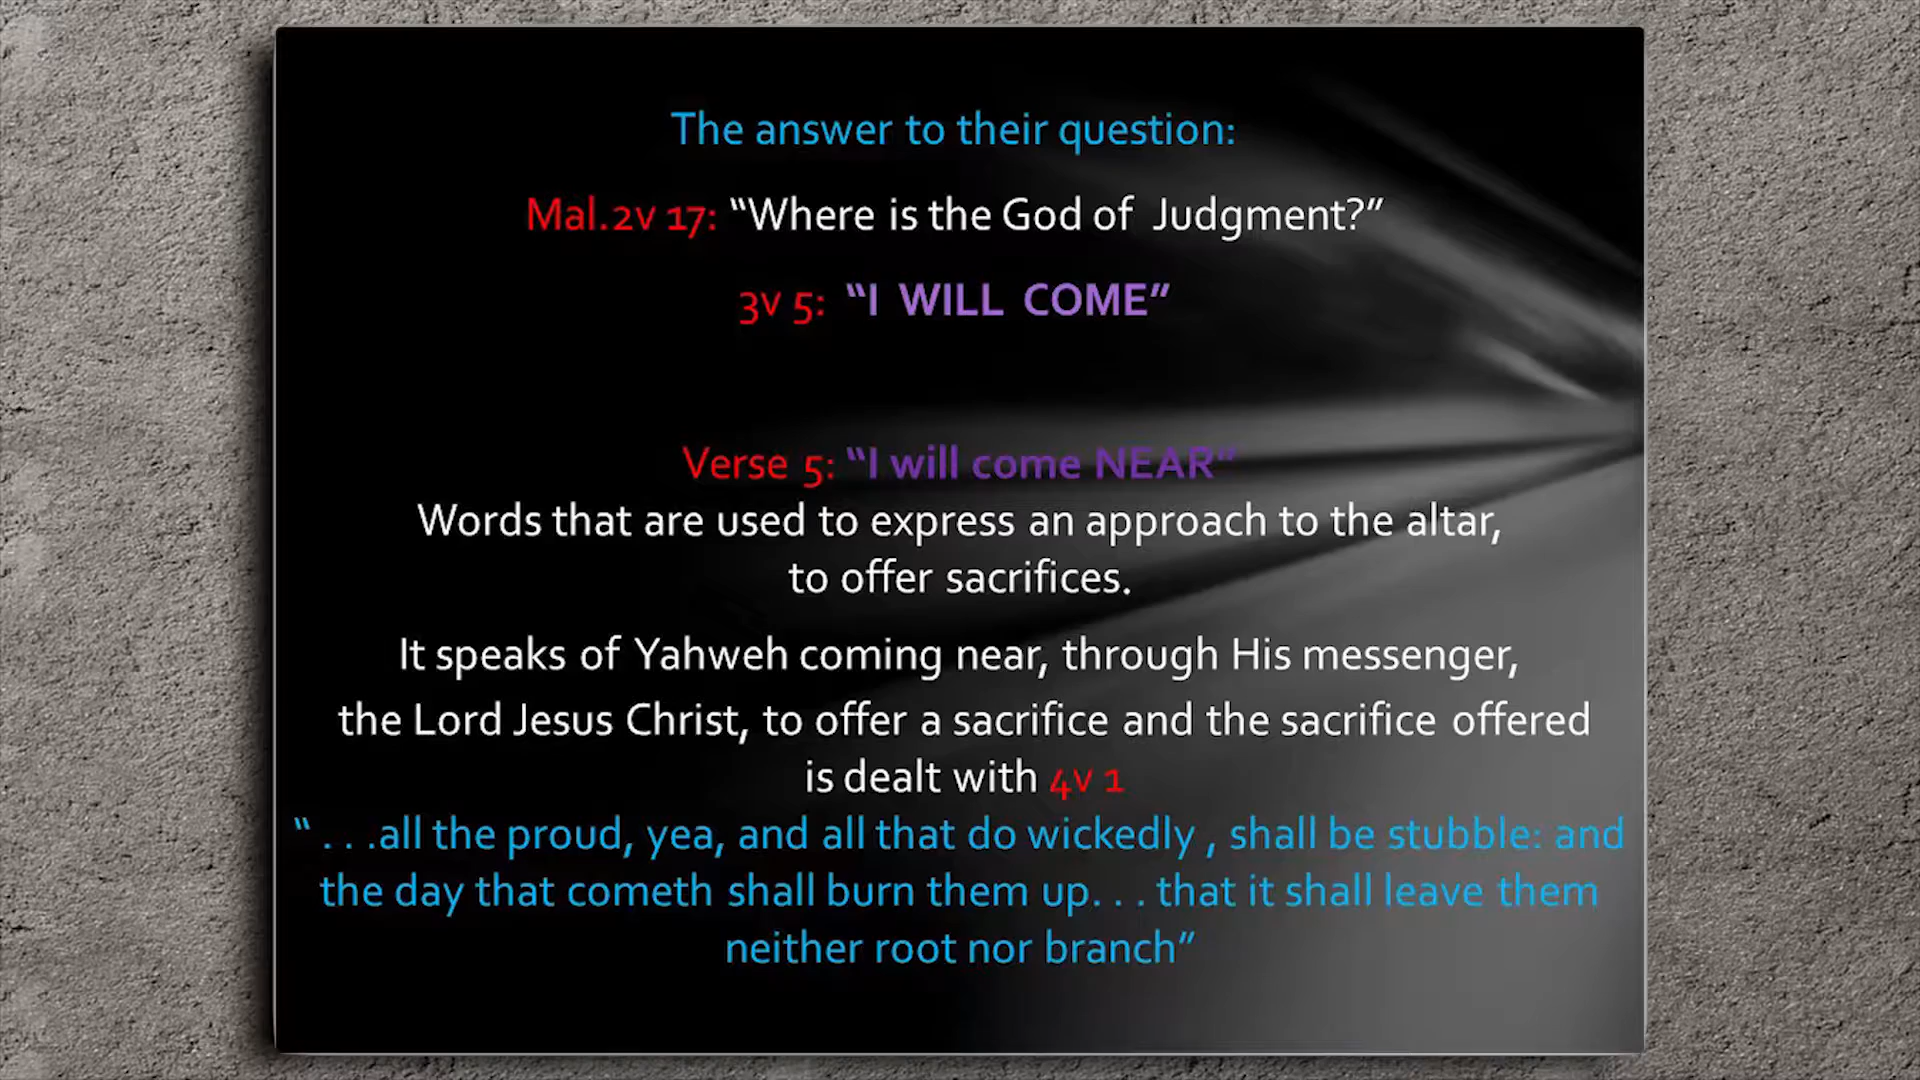 The answer to their question:
Mal.2v 17: “Where is the God of Judgment?”
3v 5: “I WILL COME”
Verse 5: “I will come NEAR”
Words that are used to express an approach to the altar,
to offer sacrifices.
It speaks of Yahweh coming near, through His messenger,
the Lord Jesus Christ, to offer a sacrifice and the sacrifice offered
is dealt with 4v 1
“ . . .all the proud, yea, and all that do wickedly , shall be stubble: and
the day that cometh shall burn them up. . . that it shall leave them
neither root nor branch”